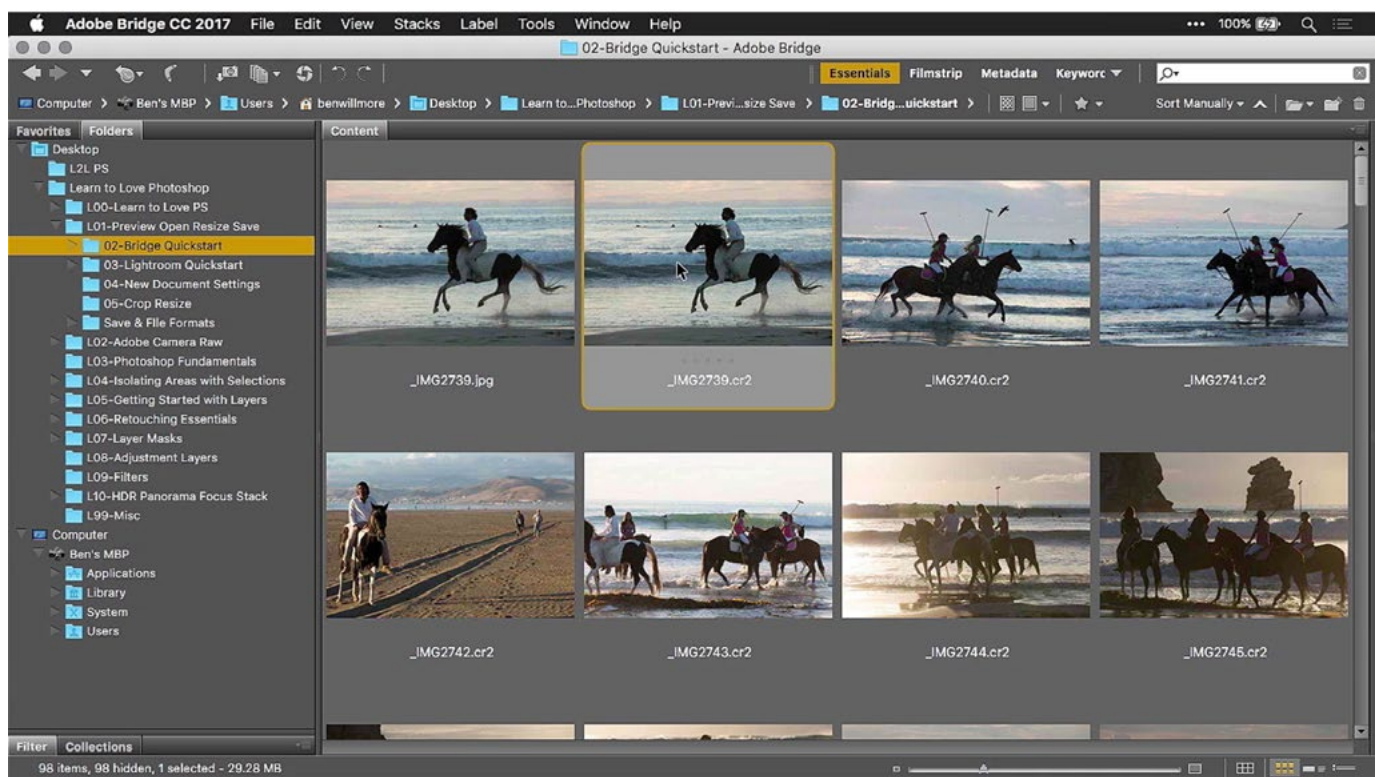 Adobe Bridge CC 2017 File Edit View Stacks Label Tools Window Help ••• 100%
02-Bridge Quickstart - Adobe Bridge
Essentials Filmstrip Metadata Keyworc
Computer > Ben's MBP > Users > benwillmore > Desktop > Learn to...Photoshop > L01-Previ...size Save > 02-Bridg...uickstart > Sort Manually
Favorites Folders Content
Desktop
L2L PS
Learn to Love Photoshop
L00-Learn to Love PS
L01-Preview Open Resize Save
02-Bridge Quickstart
03-Lightroom Quickstart
04-New Document Settings
05-Crop Resize
Save & FIle Formats
L02-Adobe Camera Raw
L03-Photoshop Fundamentals
L04-Isolating Areas with Selections
L05-Getting Started with Layers
L06-Retouching Essentials
L07-Layer Masks
L08-Adjustment Layers
L09-Filters
L10-HDR Panorama Focus Stack
L99-Misc
Computer
Ben's MBP
Applications
Library
System
Users
_IMG2739.jpg _IMG2739.cr2 _IMG2740.cr2 _IMG2741.cr2
_IMG2742.cr2 _IMG2743.cr2 _IMG2744.cr2 _IMG2745.cr2
Filter Collections
98 items, 98 hidden, 1 selected - 29.28 MB